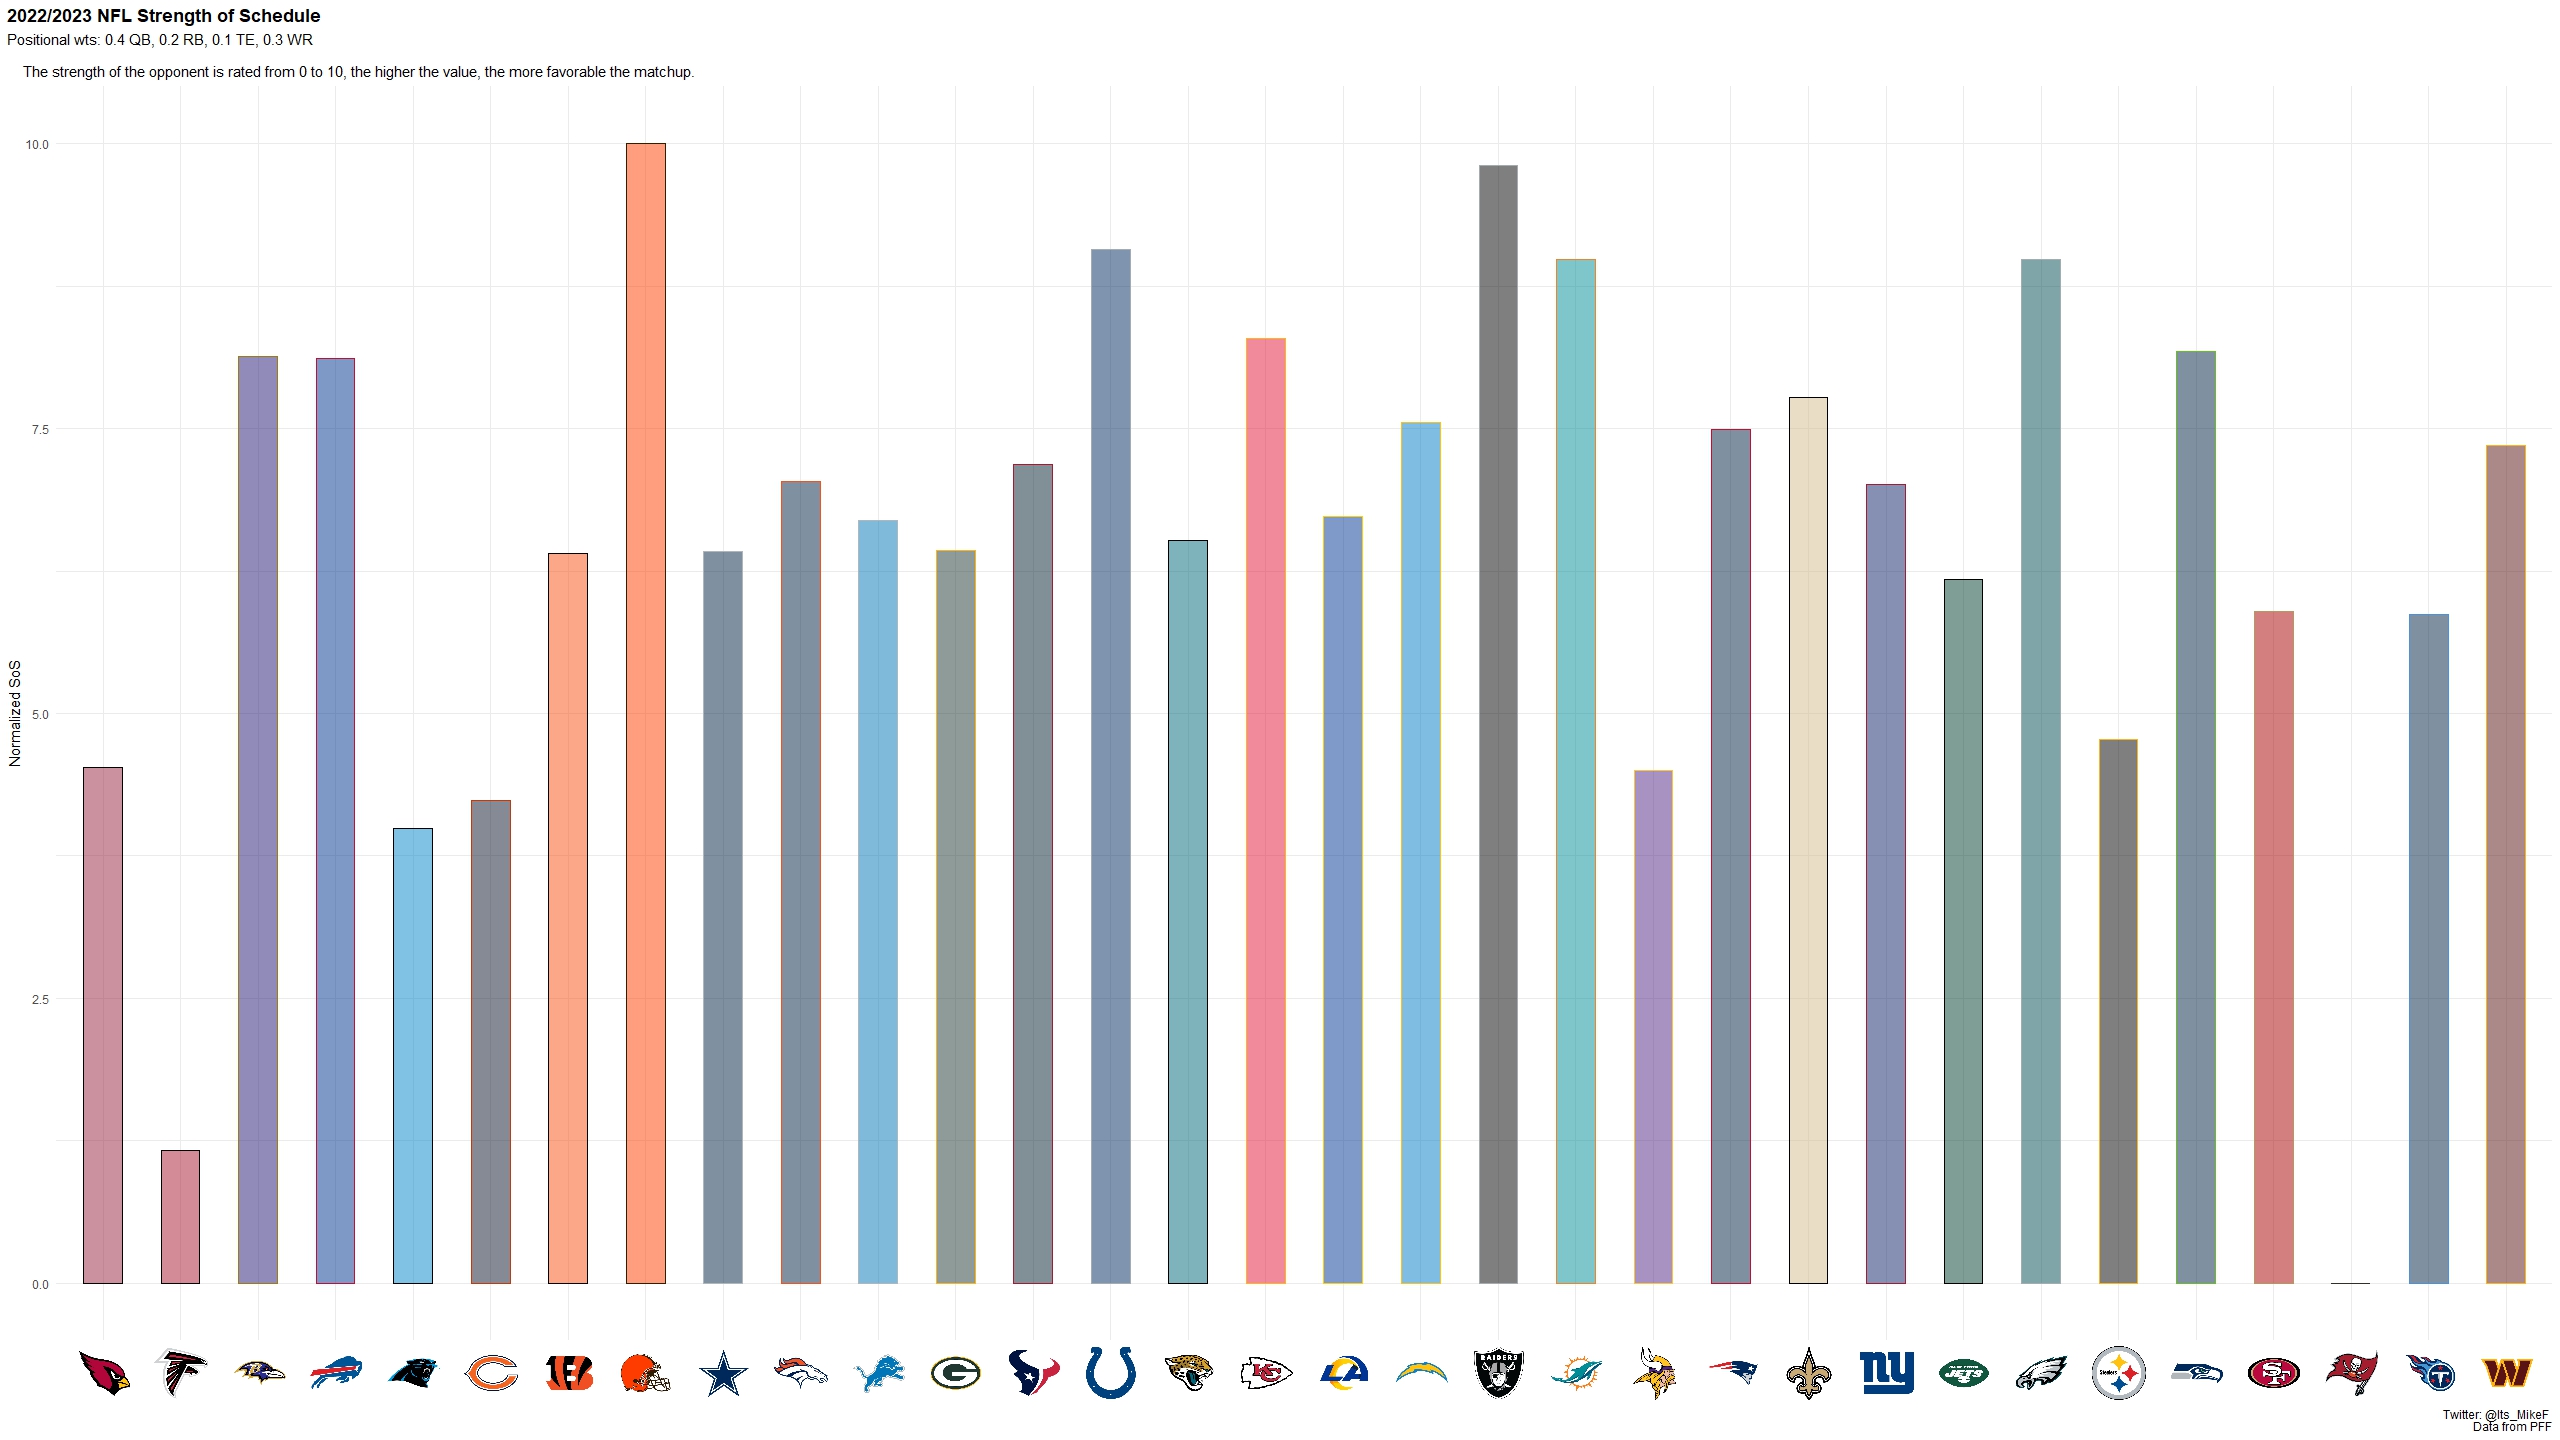 2022/2023 NFL Strength of Schedule
Positional wts: 0.4 QB, 0.2 RB, 0.1 TE, 0.3 WR
The strength of the opponent is rated from 0 to 10, the higher the value, the more favorable the matchup.
10.0
7.5
5.0
2.5
0.0
Normalized SoS
RAIDERS
KC
LA
ny
JETS
Steelers
SF
T
W
Twitter: @Its_MikeF
Data from PFF